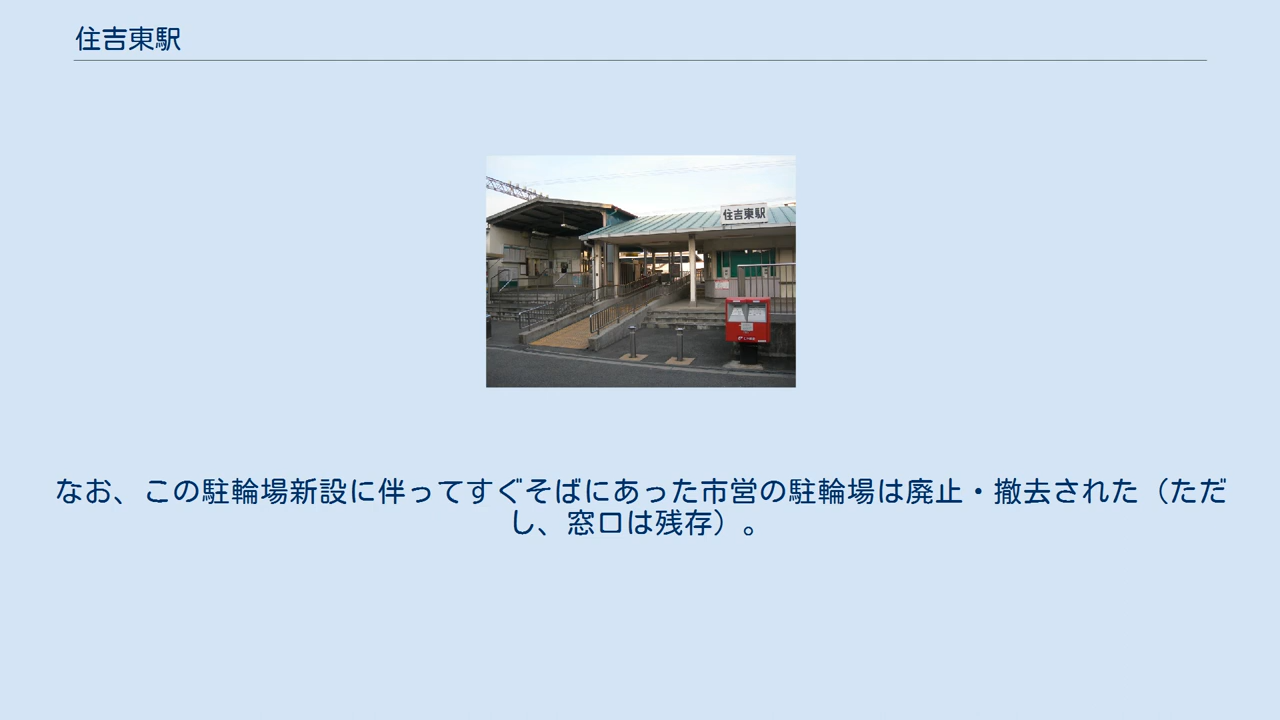 住吉東駅
住吉東駅
なお、この駐輪場新設に伴ってすぐそばにあった市営の駐輪場は廃止・撤去された（ただ
し、窓口は残存）。